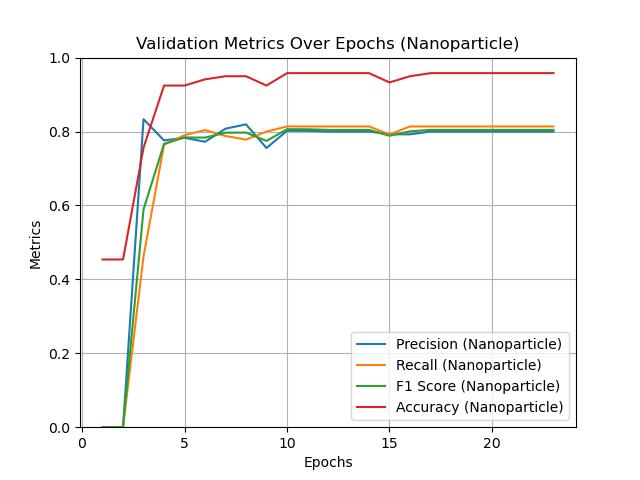 Validation Metrics Over Epochs (Nanoparticle)
1.0
0.8
0.6
0.4
0.2
0.0
Metrics
Precision (Nanoparticle)
Recall (Nanoparticle)
F1 Score (Nanoparticle)
Accuracy (Nanoparticle)
0 5 10 15 20
Epochs